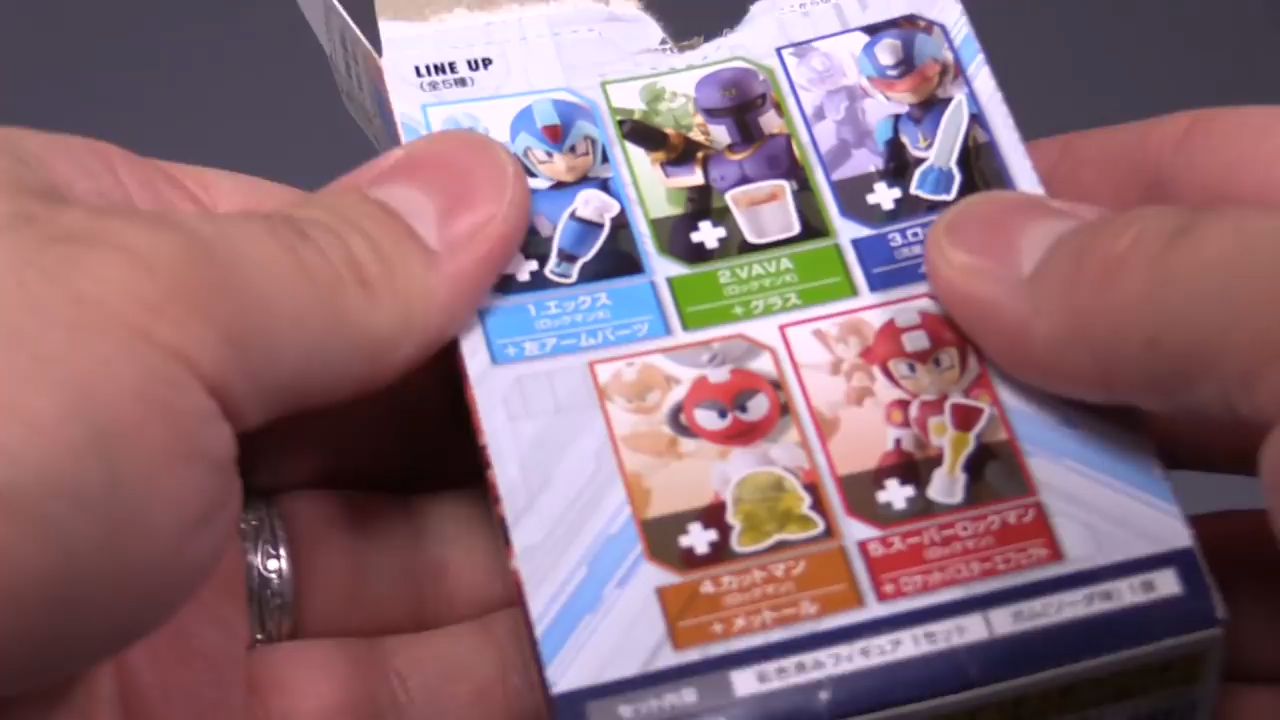 LINE UP
(全5種)
1.エックス
(ロックマンX)
+左アームパーツ
2.VAVA
(ロックマンX)
+グラス
3.ロッ
4.カットマン
(ロックマン)
+メットール
5.スーパーロックマン
(ロックマン)
+ロケットバスターエフェクト
セット内容
彩色済みフィギュア 1セット
ガム(ソーダ味) 1個